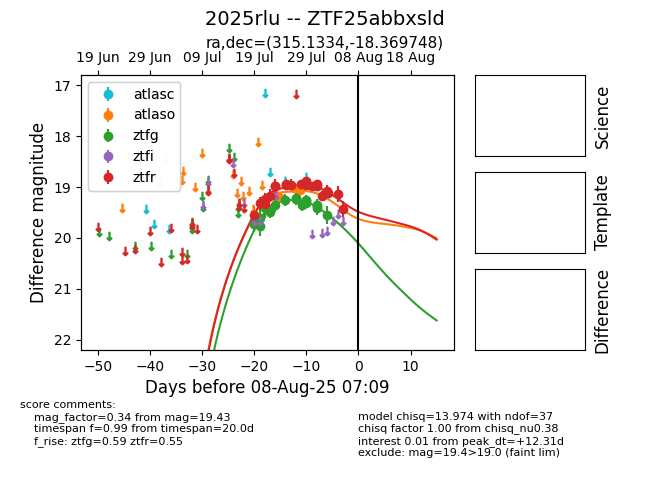 2025rlu -- ZTF25abbxsld
ra,dec=(315.1334,-18.369748)
19 Jun 29 Jun 09 Jul 19 Jul 29 Jul 08 Aug 18 Aug
17
18
19
20
21
22
Difference magnitude
atlasc
atlaso
ztfg
ztfi
ztfr
−50 −40 −30 −20 −10 0 10
Days before 08-Aug-25 07:09
Science
Template
Difference
score comments:
mag_factor=0.34 from mag=19.43
timespan f=0.99 from timespan=20.0d
f_rise: ztfg=0.59 ztfr=0.55
model chisq=13.974 with ndof=37
chisq factor 1.00 from chisq_nu0.38
interest 0.01 from peak_dt=+12.31d
exclude: mag=19.4>19.0 (faint lim)